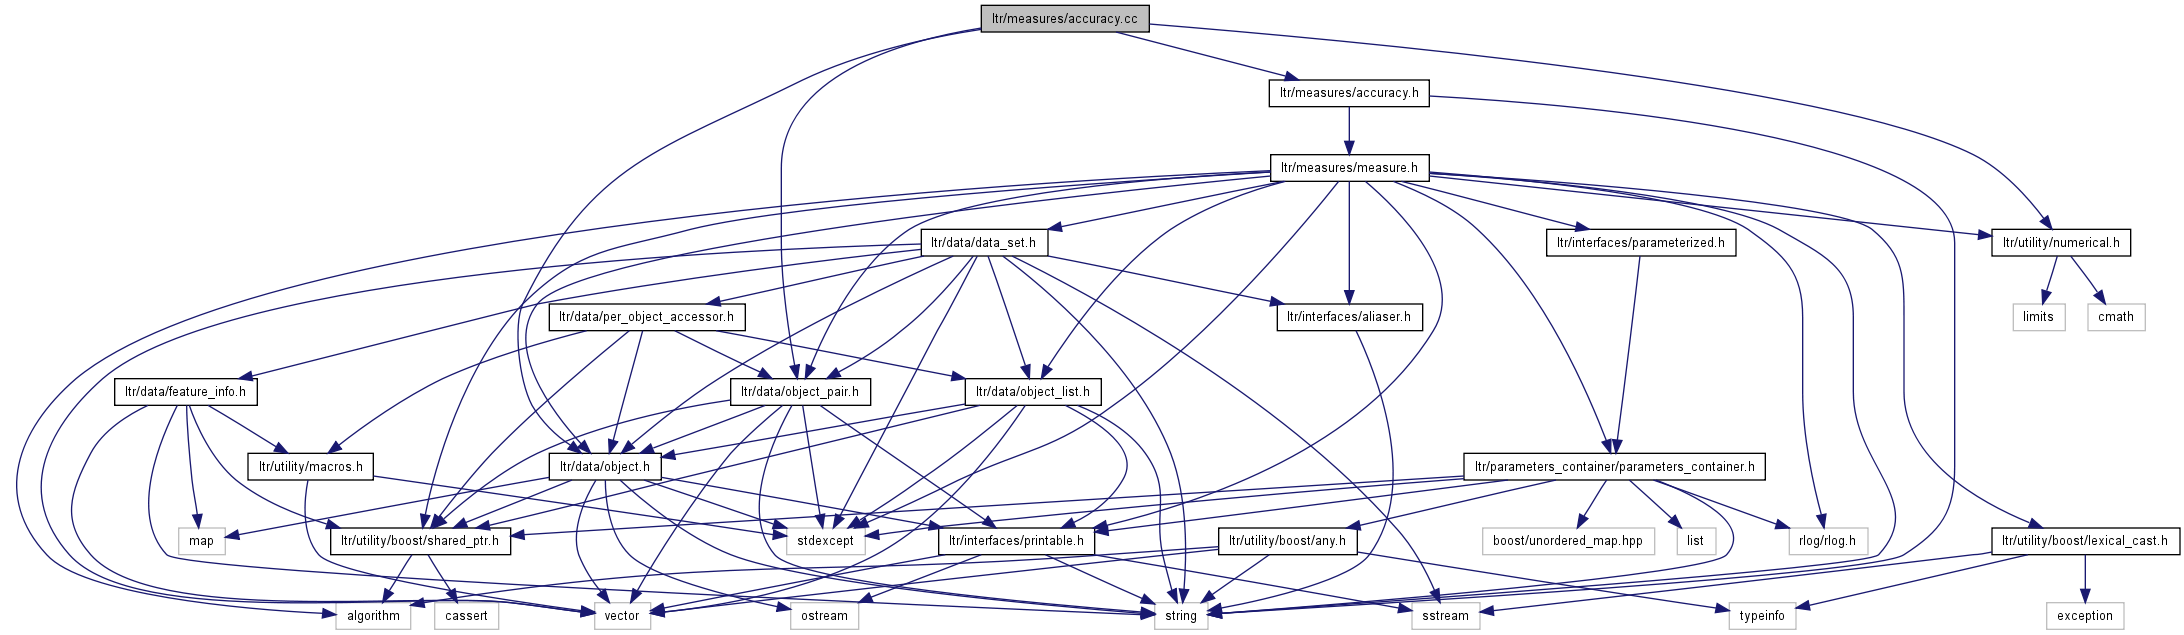 ltr/measures/accuracy.cc
ltr/measures/accuracy.h
ltr/measures/measure.h
ltr/data/data_set.h
ltr/interfaces/parameterized.h
ltr/utility/numerical.h
ltr/data/per_object_accessor.h
ltr/interfaces/aliaser.h
limits
cmath
ltr/data/feature_info.h
ltr/data/object_pair.h
ltr/data/object_list.h
ltr/utility/macros.h
ltr/data/object.h
ltr/parameters_container/parameters_container.h
map
ltr/utility/boost/shared_ptr.h
stdexcept
ltr/interfaces/printable.h
ltr/utility/boost/any.h
boost/unordered_map.hpp
list
rlog/rlog.h
ltr/utility/boost/lexical_cast.h
algorithm
cassert
vector
ostream
string
sstream
typeinfo
exception